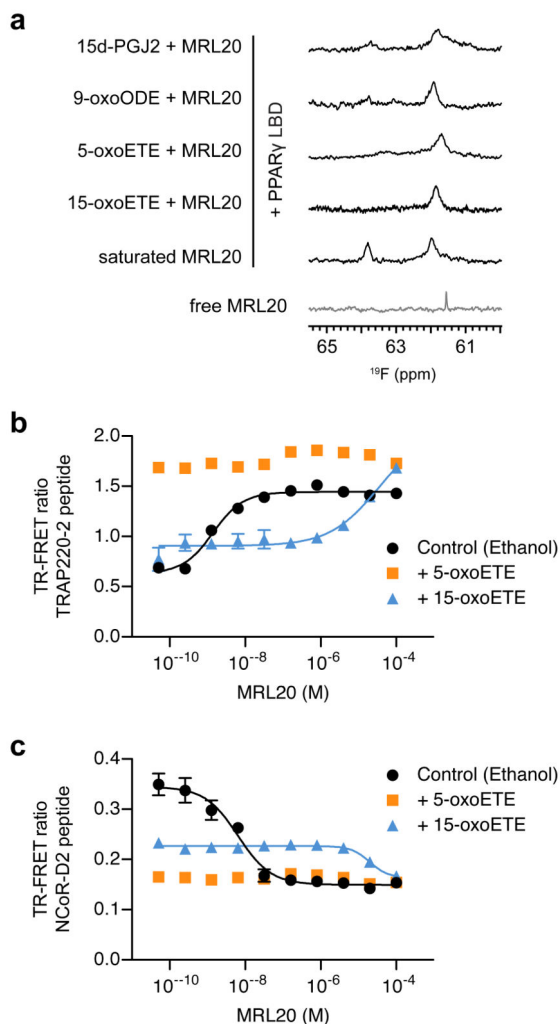 a
15d-PGJ2 + MRL20
9-oxoODE + MRL20
5-oxoETE + MRL20
15-oxoETE + MRL20
saturated MRL20
+ PPARγ LBD
free MRL20
65 63 61
¹⁹F (ppm)
b
TR-FRET ratio
TRAP220-2 peptide
2.0
1.5
1.0
0.5
0.0
10⁻⁻¹⁰ 10⁻⁸ 10⁻⁶ 10⁻⁴
MRL20 (M)
Control (Ethanol)
+ 5-oxoETE
+ 15-oxoETE
c
TR-FRET ratio
NCoR-D2 peptide
0.4
0.3
0.2
0.1
0.0
10⁻⁻¹⁰ 10⁻⁸ 10⁻⁶ 10⁻⁴
MRL20 (M)
Control (Ethanol)
+ 5-oxoETE
+ 15-oxoETE